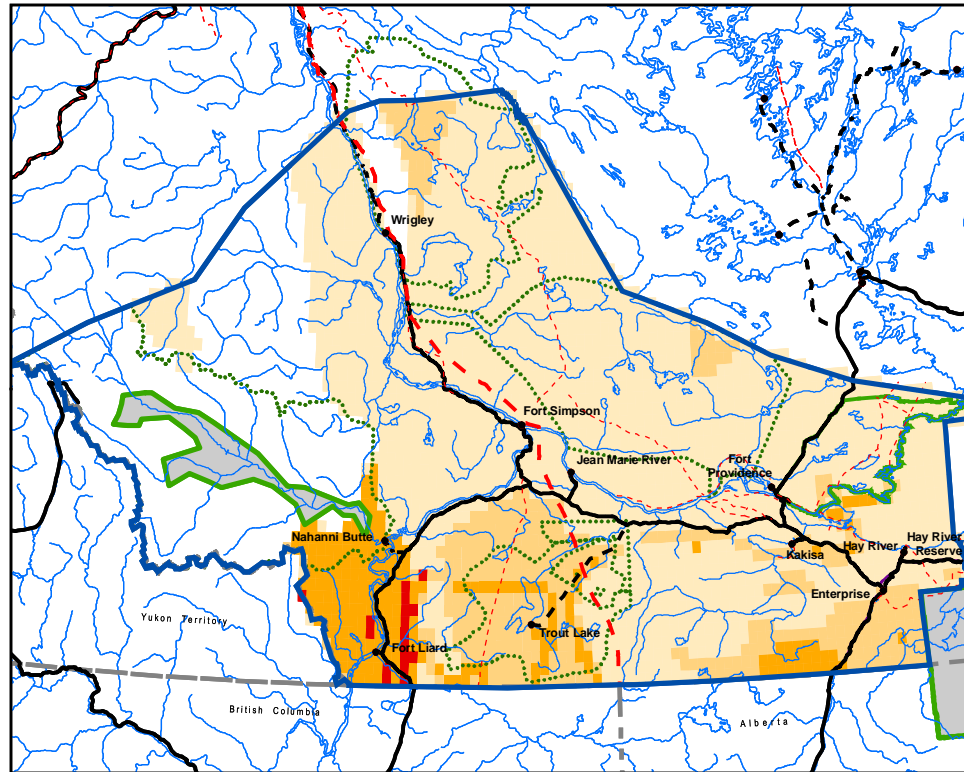 Wrigley
Fort Simpson
Jean Marie River
Fort
Providence
Nahanni Butte
Kakisa
Hay River
Hay River
Reserve
Enterprise
Yukon Territory
Trout Lake
Fort Liard
British Columbia
Alberta